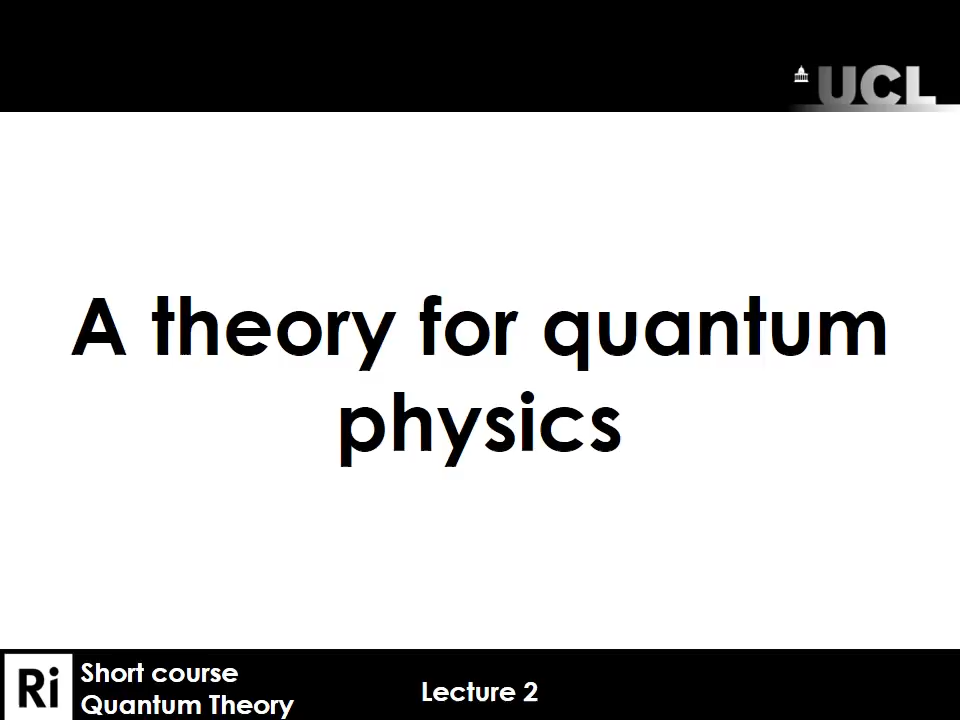 UCL
A theory for quantum
physics
Ri
Short course
Quantum Theory
Lecture 2